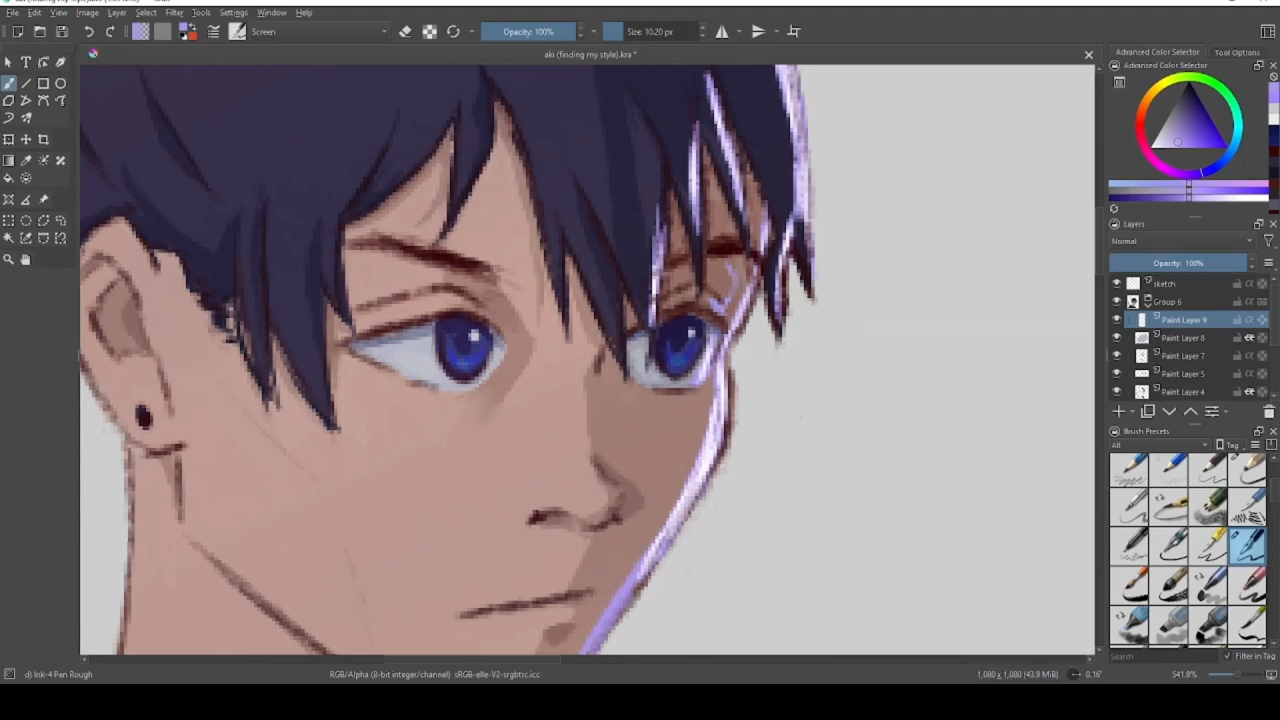 File Edit View Image Layer Select Filter Tools Settings Window Help
Screen
Opacity: 100%
Size: 10.20 px
aki (finding my style).kra *
Advanced Color Selector Tool Options
Advanced Color Selector
Layers
Normal
Opacity: 100%
sketch
Group 6
Paint Layer 9
Paint Layer 8
Paint Layer 7
Paint Layer 5
Paint Layer 4
Brush Presets
All
Tag
Search
Filter in Tag
d) Ink-4 Pen Rough
RGB/Alpha (8-bit integer/channel) sRGB-elle-V2-srgbtrc.icc
1,080 x 1,080 (43.9 MiB)
0.16°
541.9%